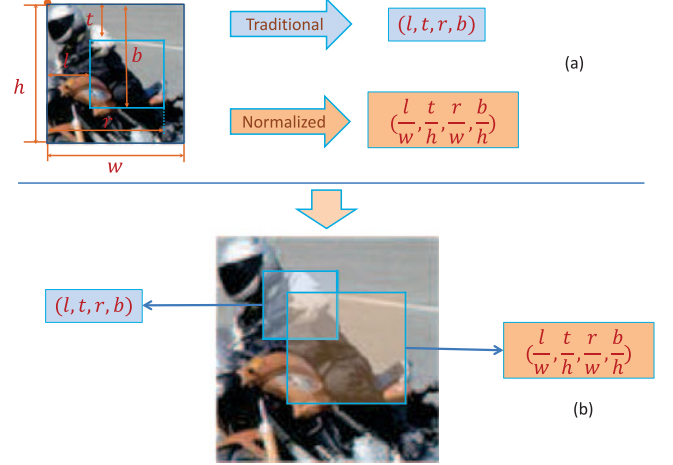 t
Traditional
(l, t, r, b)
h
b
l
(a)
r
Normalized
(l/w, t/h, r/w, b/h)
w
(l, t, r, b)
(l/w, t/h, r/w, b/h)
(b)